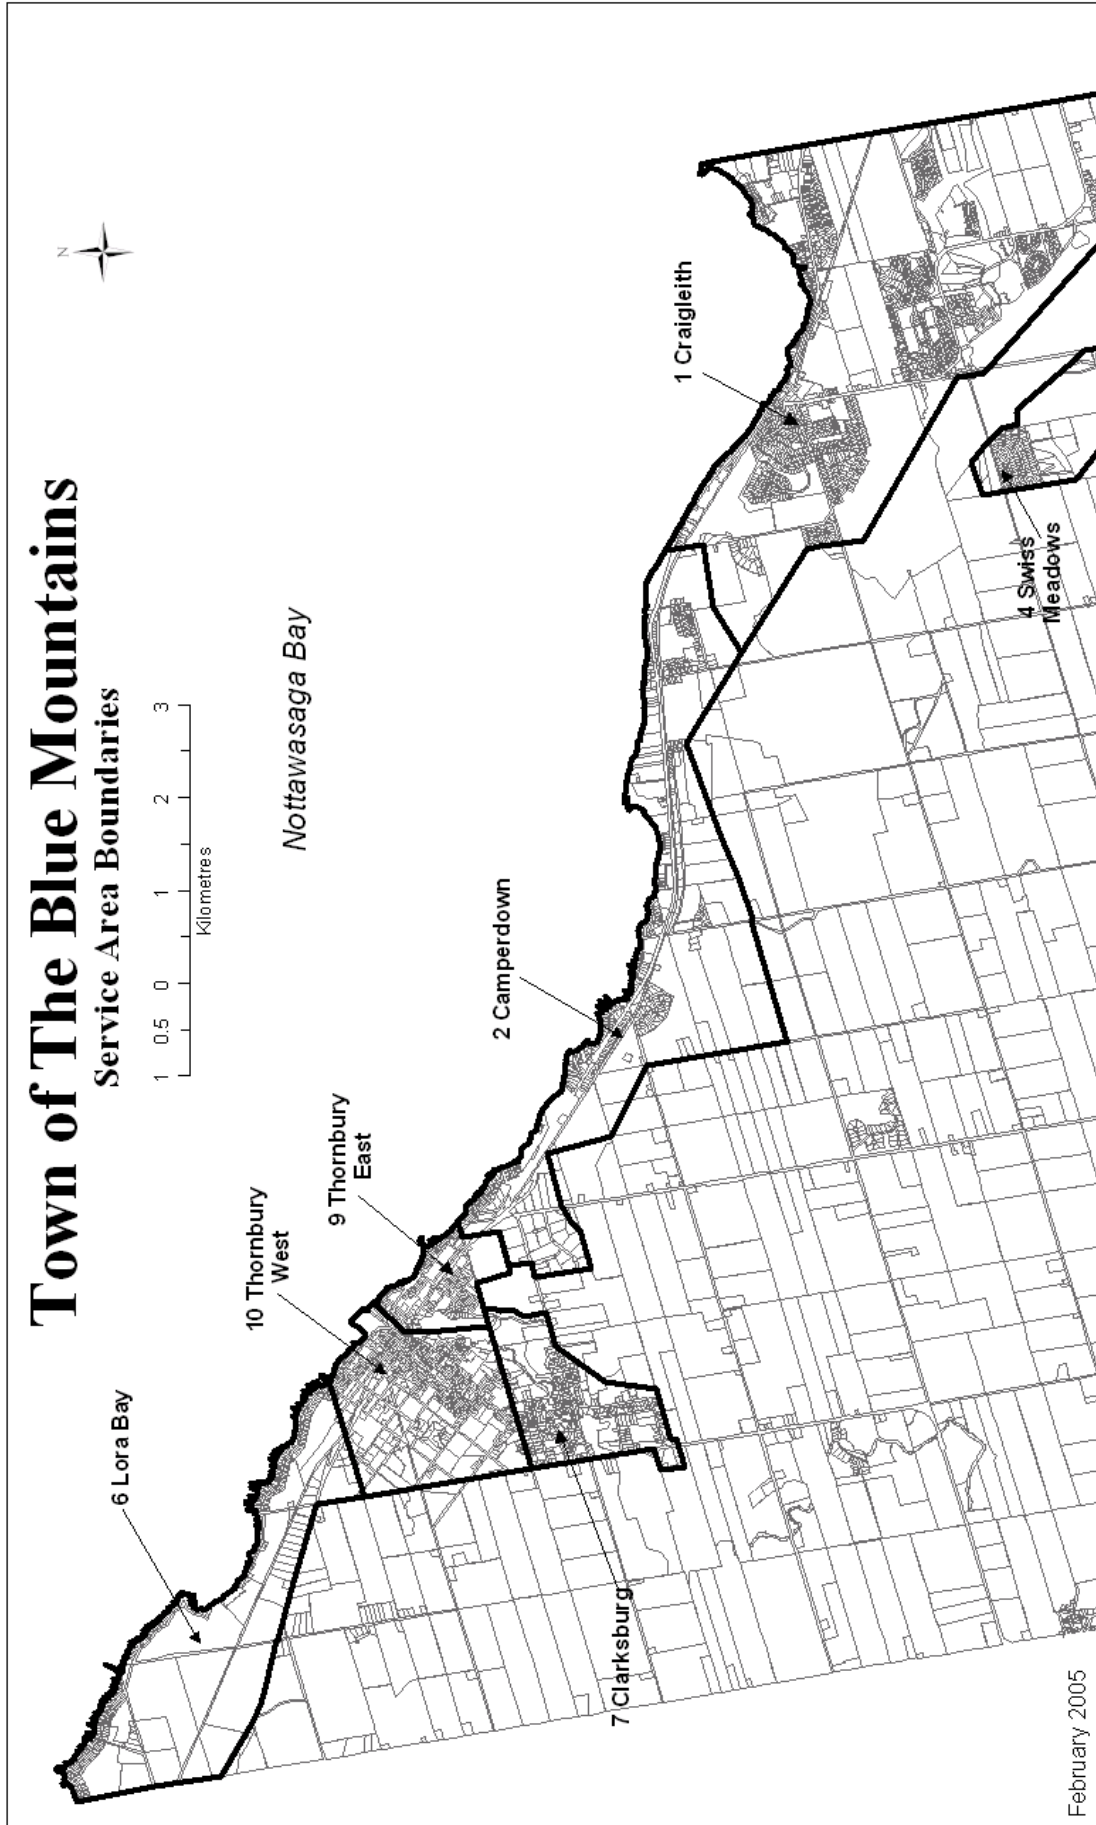 Town of The Blue Mountains
Service Area Boundaries
1 0.5 0 1 2 3
Kilometres
N
Nottawasaga Bay
6 Lora Bay
10 Thornbury
West
9 Thornbury
East
2 Camperdown
1 Craigleith
7 Clarksburg
4 Swiss
Meadows
February 2005